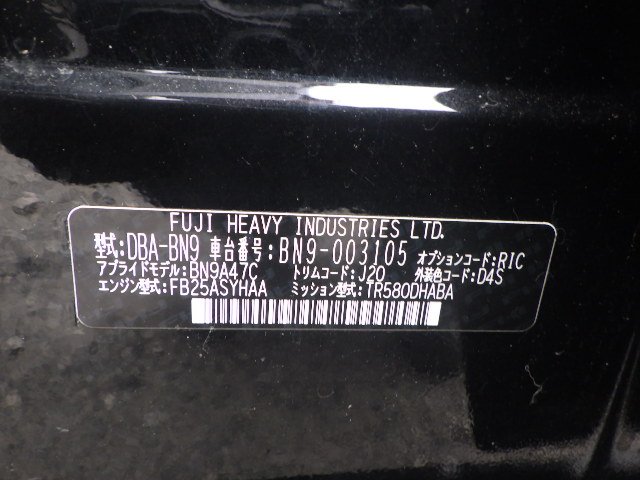 FUJI HEAVY INDUSTRIES LTD.
型式:DBA-BN9 車台番号:BN9-003105 オプションコード:RIC
アプライドモデル:BN9A47C トリムコード:J20 外装色コード:D4S
エンジン型式:FB25ASYHAA ミッション型式:TR580DHABA